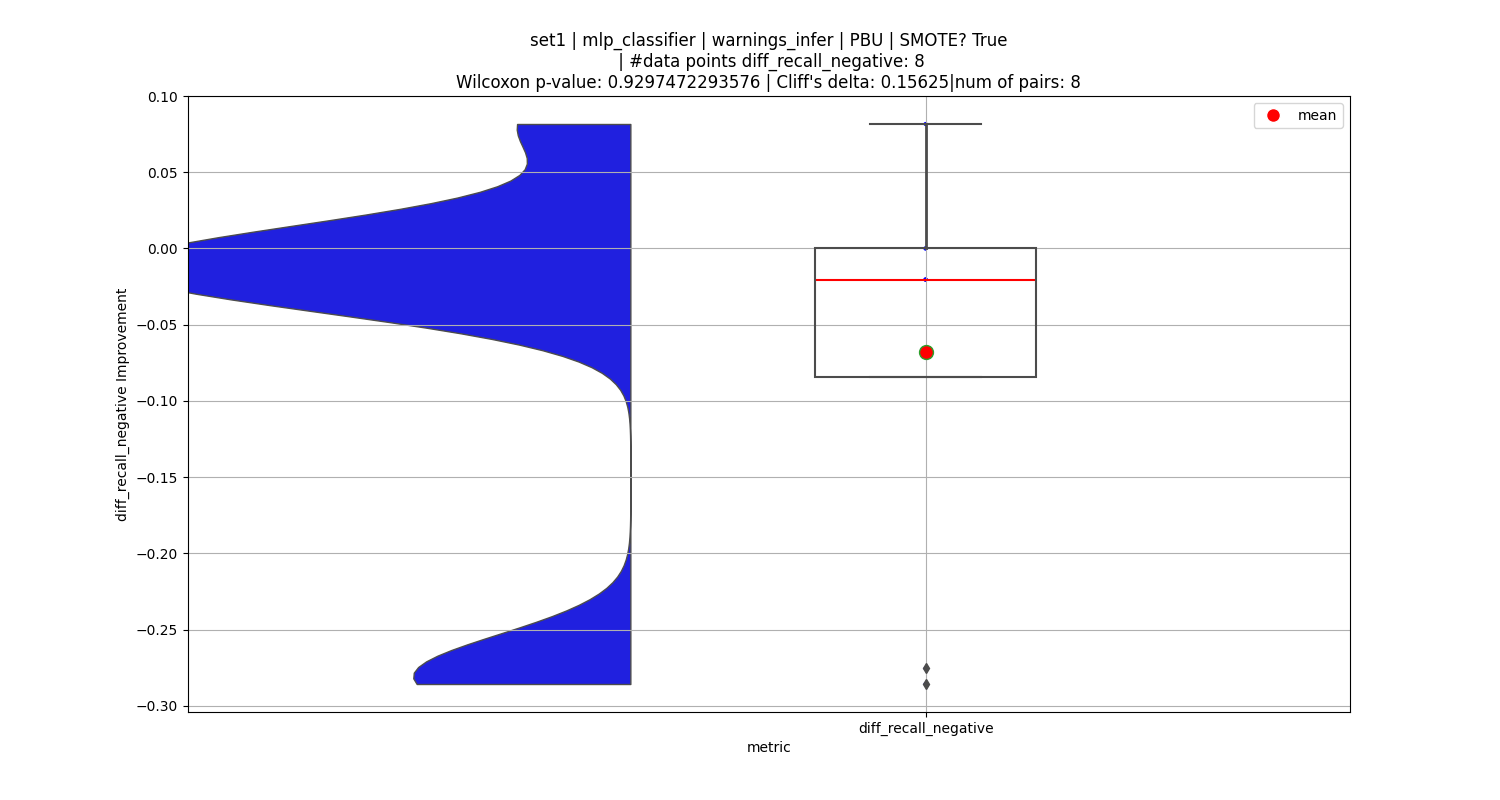 set1 | mlp_classifier | warnings_infer | PBU | SMOTE? True
| #data points diff_recall_negative: 8
Wilcoxon p-value: 0.9297472293576 | Cliff's delta: 0.15625|num of pairs: 8
mean
0.10
0.05
0.00
−0.05
−0.10
−0.15
−0.20
−0.25
−0.30
diff_recall_negative Improvement
diff_recall_negative
metric